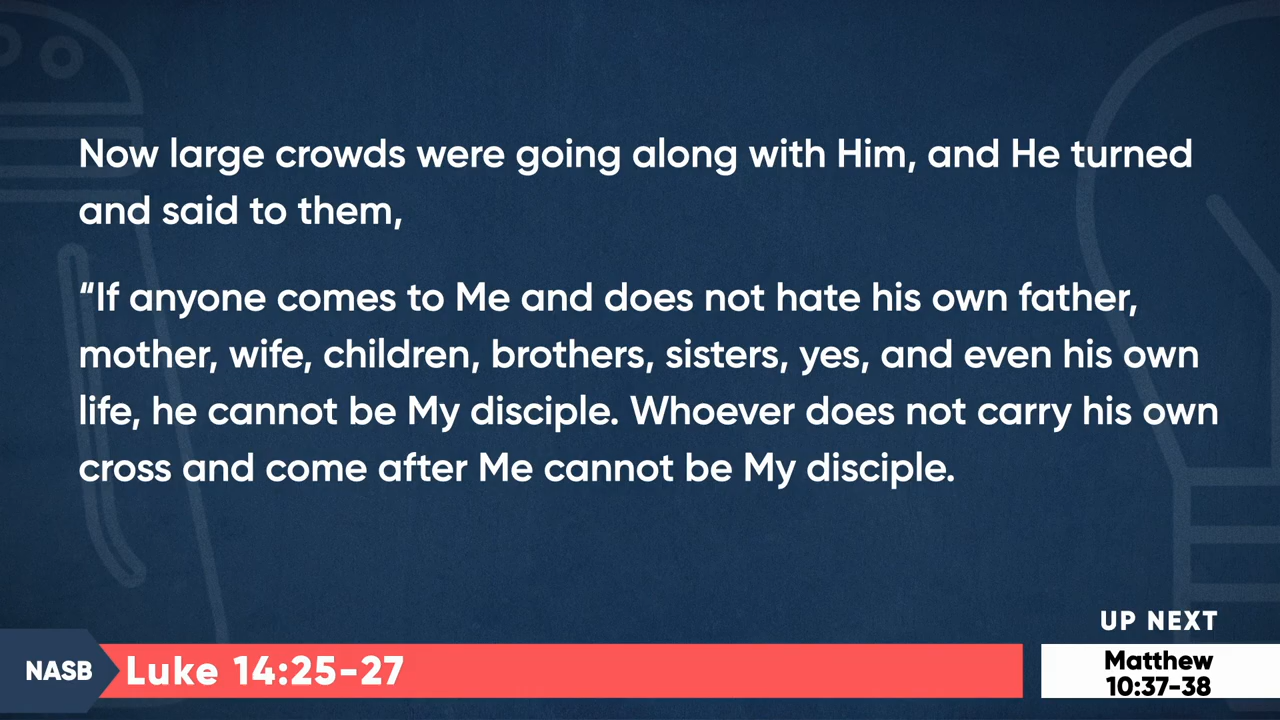 Now large crowds were going along with Him, and He turned
and said to them,
“If anyone comes to Me and does not hate his own father,
mother, wife, children, brothers, sisters, yes, and even his own
life, he cannot be My disciple. Whoever does not carry his own
cross and come after Me cannot be My disciple.
UP NEXT
NASB
Luke 14:25-27
Matthew
10:37-38